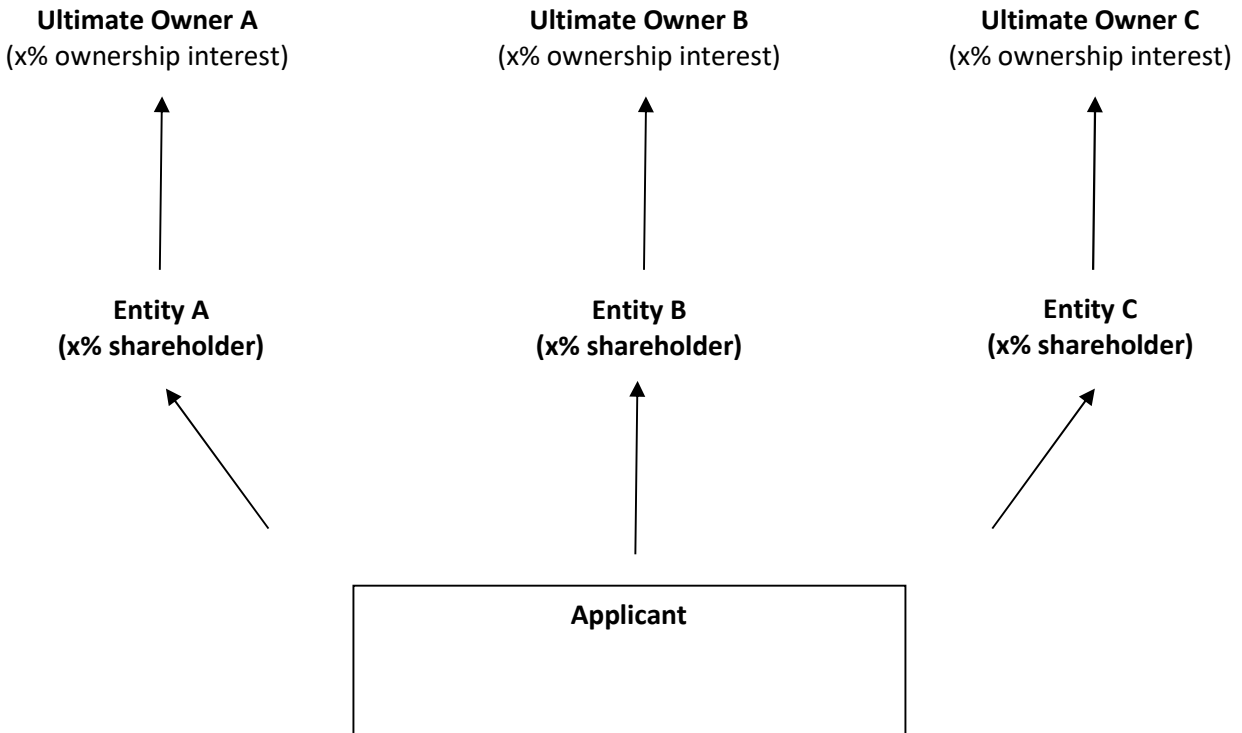 Ultimate Owner A
(x% ownership interest)
Ultimate Owner B
(x% ownership interest)
Ultimate Owner C
(x% ownership interest)
Entity A
(x% shareholder)
Entity B
(x% shareholder)
Entity C
(x% shareholder)
Applicant